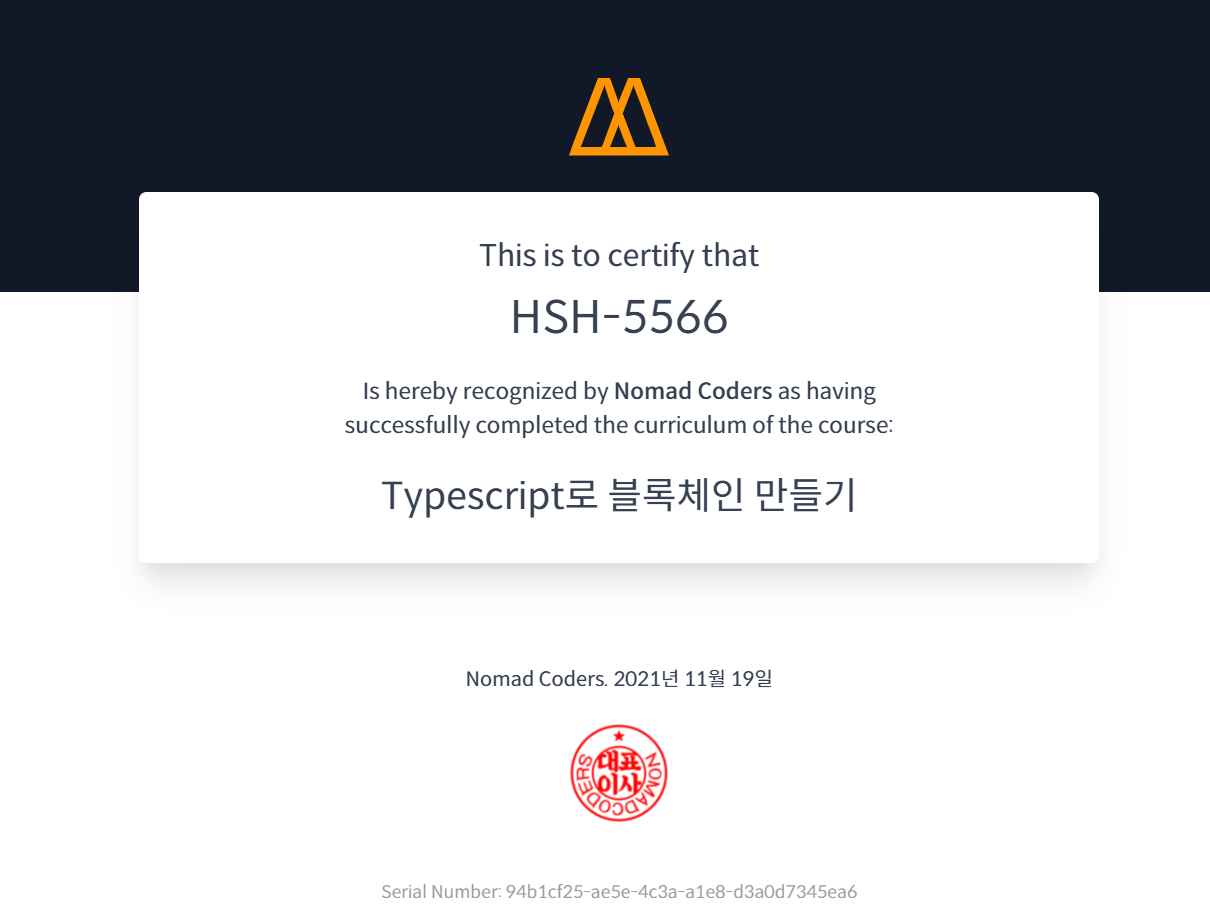 This is to certify that
HSH-5566
Is hereby recognized by Nomad Coders as having
successfully completed the curriculum of the course:
Typescript로 블록체인 만들기
Nomad Coders. 2021년 11월 19일
대표
이사
NOMADCODERS
Serial Number: 94b1cf25-ae5e-4c3a-a1e8-d3a0d7345ea6